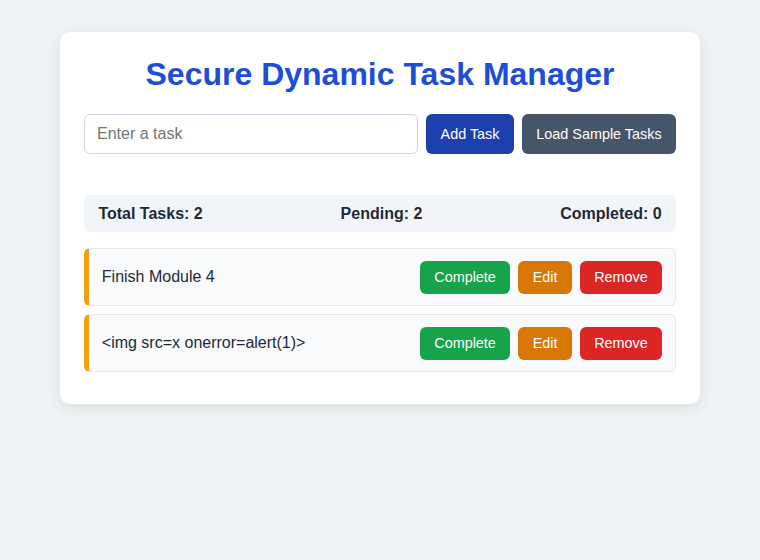 Secure Dynamic Task Manager
Enter a task Add Task Load Sample Tasks
Total Tasks: 2 Pending: 2 Completed: 0
Finish Module 4 Complete Edit Remove
<img src=x onerror=alert(1)> Complete Edit Remove